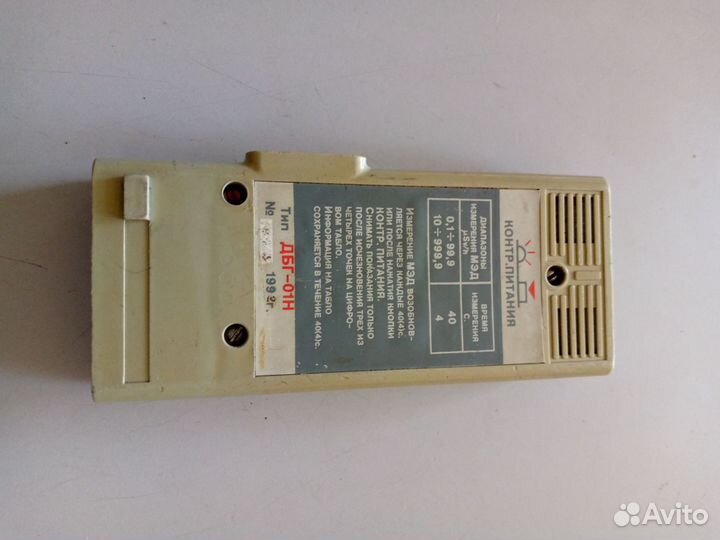 КОНТР.ПИТАНИЯ
ДИАПАЗОНЫ ИЗМЕРЕНИЯ МЭД μSv/h
ВРЕМЯ ИЗМЕРЕНИЯ с.
0,1÷99,9 40
10÷999,9 4
ИЗМЕРЕНИЕ МЭД ВОЗОБНОВ-
ЛЯЕТСЯ ЧЕРЕЗ КАЖДЫЕ 40(4)с.
ИЛИ ПОСЛЕ НАЖАТИЯ КНОПКИ
КОНТР. ПИТАНИЯ.
СНИМАТЬ ПОКАЗАНИЯ ТОЛЬКО
ПОСЛЕ ИСЧЕЗНОВЕНИЯ ТРЕХ ИЗ
ЧЕТЫРЕХ ТОЧЕК НА ЦИФРО-
ВОМ ТАБЛО.
ИНФОРМАЦИЯ НА ТАБЛО
СОХРАНЯЕТСЯ В ТЕЧЕНИЕ 40(4)с.
Тип ДБГ-01Н
№ 1992г.
Avito